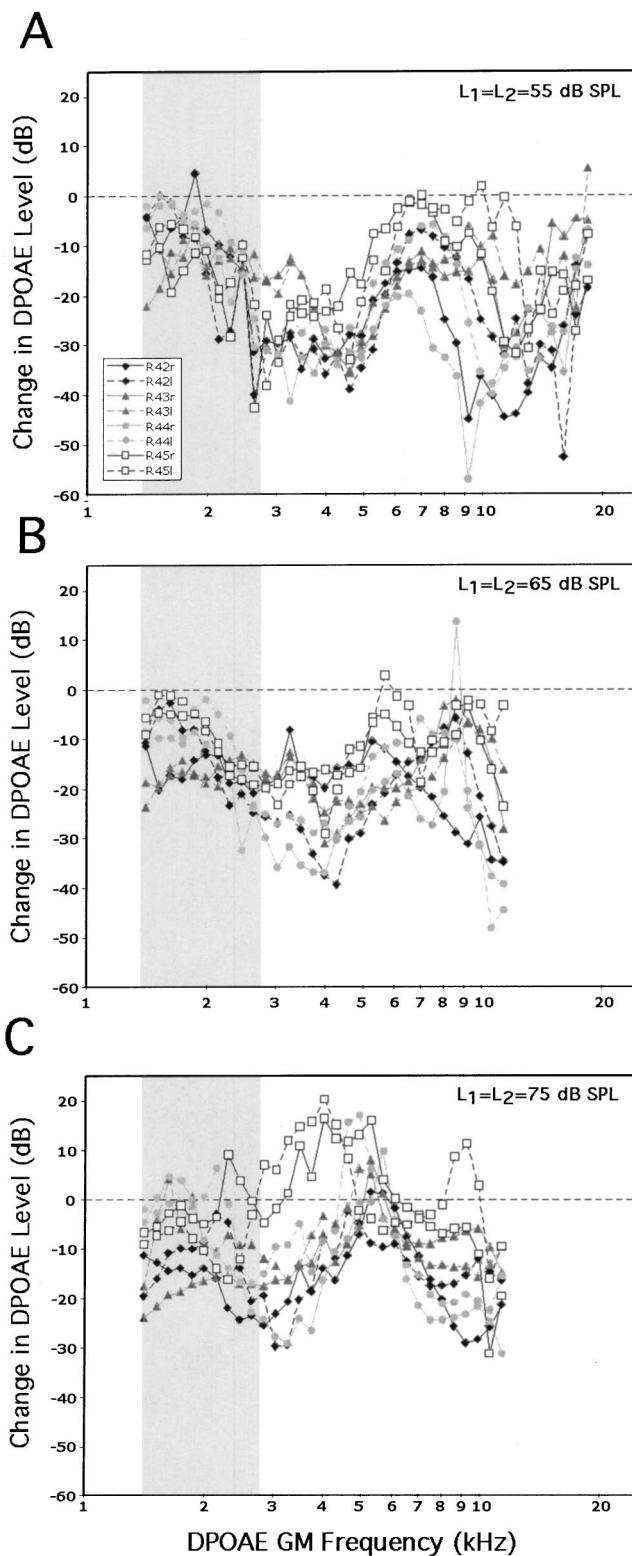 A
Change in DPOAE Level (dB)
L1=L2=55 dB SPL
20
10
0
-10
-20
-30
-40
-50
-60
R42r
R42l
R43r
R43l
R44r
R44l
R45r
R45l
1 2 3 4 5 6 7 8 9 10 20
B
Change in DPOAE Level (dB)
L1=L2=65 dB SPL
20
10
0
-10
-20
-30
-40
-50
-60
1 2 3 4 5 6 7 8 9 10 20
C
Change in DPOAE Level (dB)
L1=L2=75 dB SPL
20
10
0
-10
-20
-30
-40
-50
-60
1 2 3 4 5 6 7 8 9 10 20
DPOAE GM Frequency (kHz)